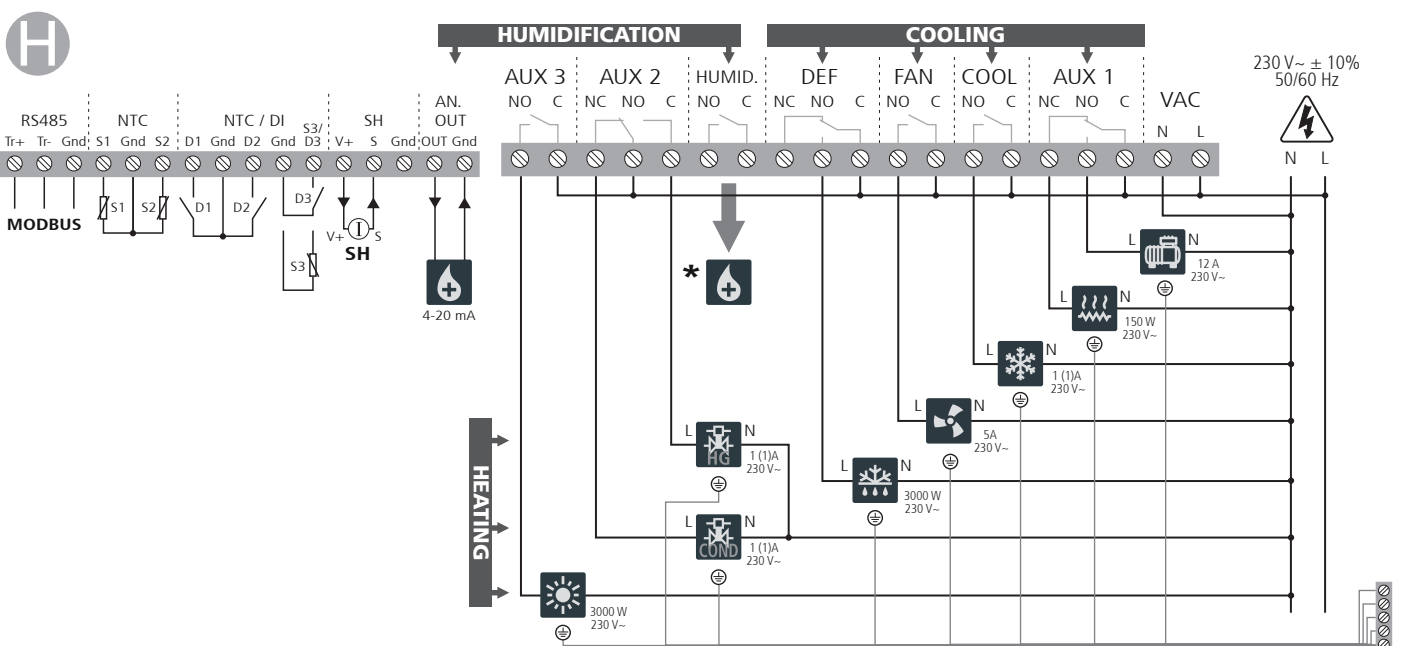 H
HUMIDIFICATION
COOLING
230 V~ ± 10%
50/60 Hz
AUX 3
AUX 2
HUMID.
DEF
FAN
COOL
AUX 1
VAC
NO C
NC NO C
NO C
NC NO C
NO C
NO C
NC NO C
N L
N L
RS485
NTC
NTC / DI
SH
AN.
OUT
Tr+ Tr- Gnd
S1 Gnd S2
D1 Gnd D2 Gnd S3/
D3
V+ S Gnd
OUT Gnd
MODBUS
S1
S2
D1
D2
D3
S3
V+ I S
SH
4-20 mA
*
L N
12 A
230 V~
L N
150 W
230 V~
L N
1 (1)A
230 V~
L N
5A
230 V~
L N
3000 W
230 V~
HEATING
L N
HG
1 (1)A
230 V~
L N
COND
1 (1)A
230 V~
3000 W
230 V~